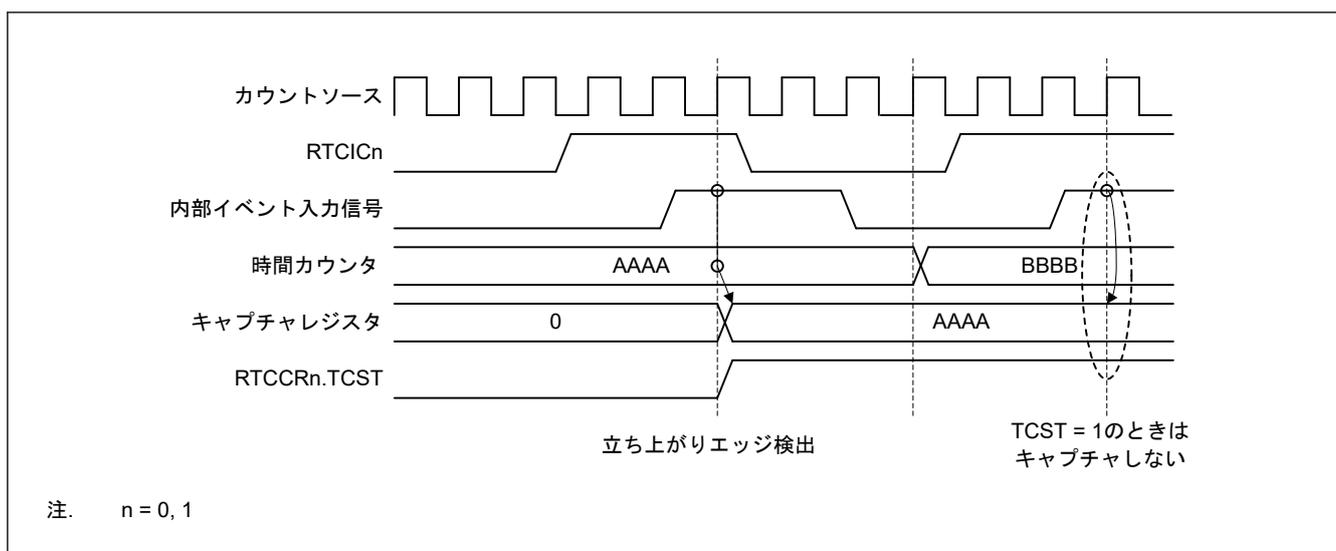 カウントソース
RTCICn
内部イベント入力信号
時間カウンタ
AAAA
BBBB
キャプチャレジスタ
0
AAAA
RTCCRn.TCST
立ち上がりエッジ検出
TCST = 1のときは
キャプチャしない
注. n = 0, 1